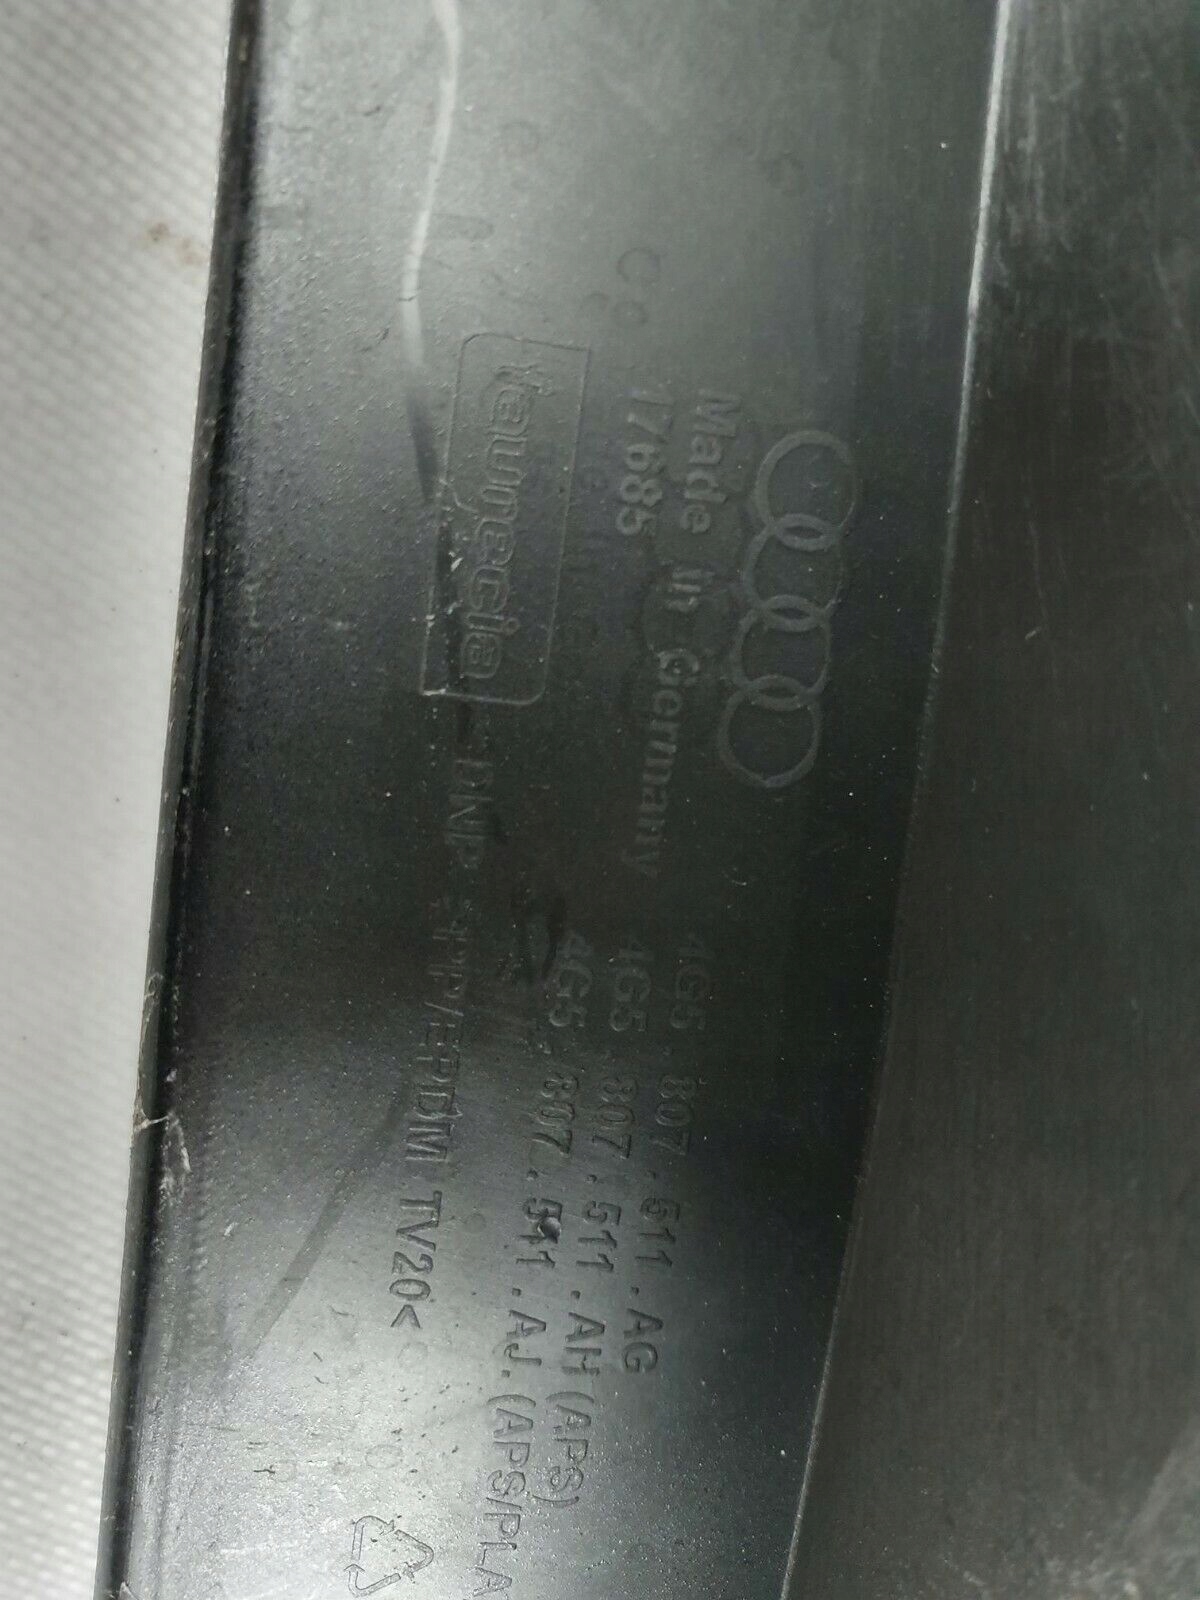 Made in Germany
17685
faurecia
4G5.807.511.AG
4G5.807.511.AH (APS)
4G5.807.511.AJ. (APS/PLA
>PP/EPDM TV20<